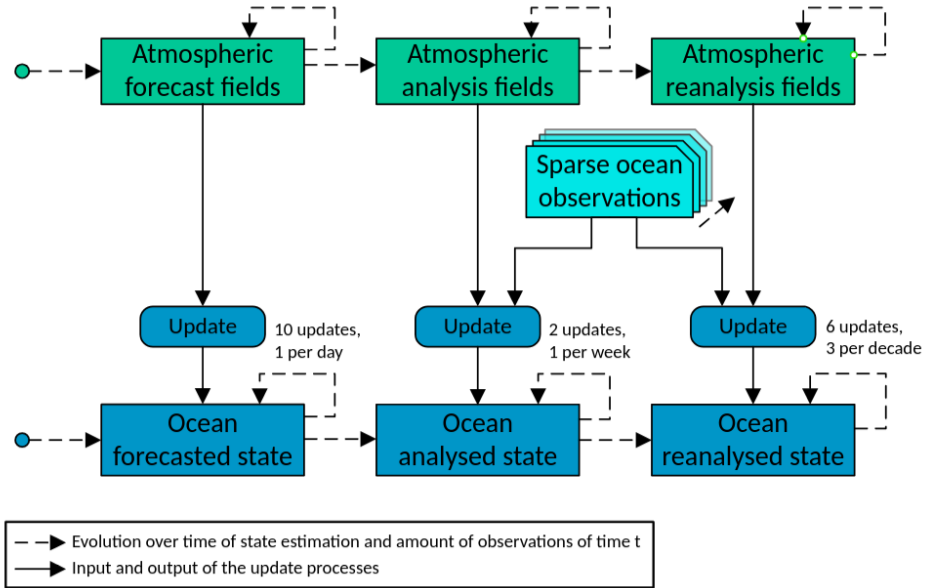 Atmospheric
forecast fields
Atmospheric
analysis fields
Atmospheric
reanalysis fields
Sparse ocean
observations
Update
10 updates,
1 per day
Update
2 updates,
1 per week
Update
6 updates,
3 per decade
Ocean
forecasted state
Ocean
analysed state
Ocean
reanalysed state
Evolution over time of state estimation and amount of observations of time t
Input and output of the update processes